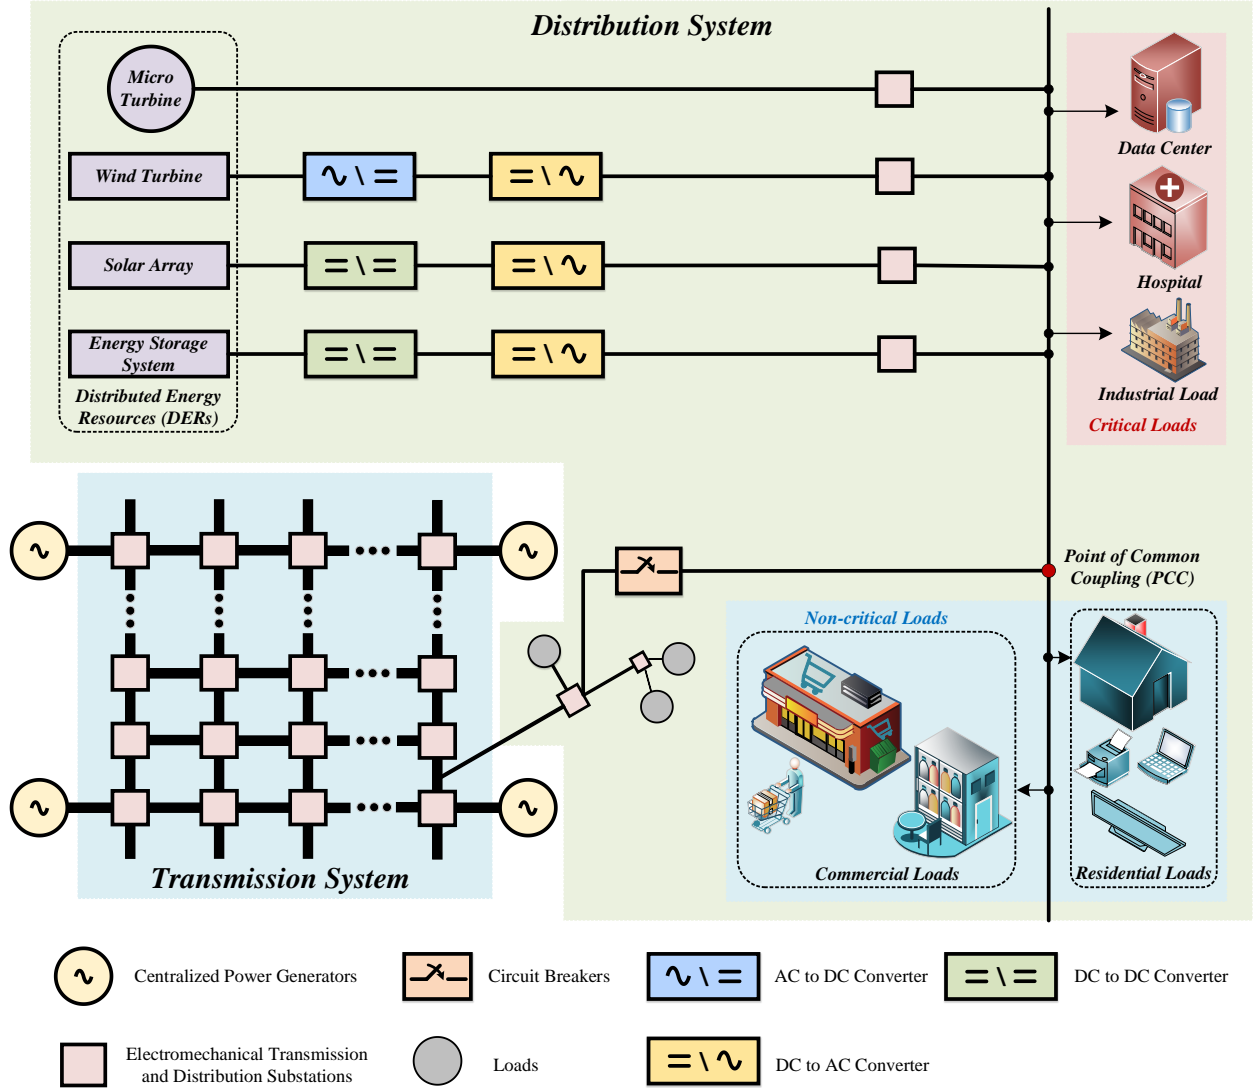 Distribution System
Micro
Turbine
Data Center
Wind Turbine
Hospital
Solar Array
Energy Storage
System
Industrial Load
Distributed Energy
Resources (DERs)
Critical Loads
Point of Common
Coupling (PCC)
Non-critical Loads
Commercial Loads
Residential Loads
Transmission System
Centralized Power Generators
Circuit Breakers
AC to DC Converter
DC to DC Converter
Electromechanical Transmission
and Distribution Substations
Loads
DC to AC Converter